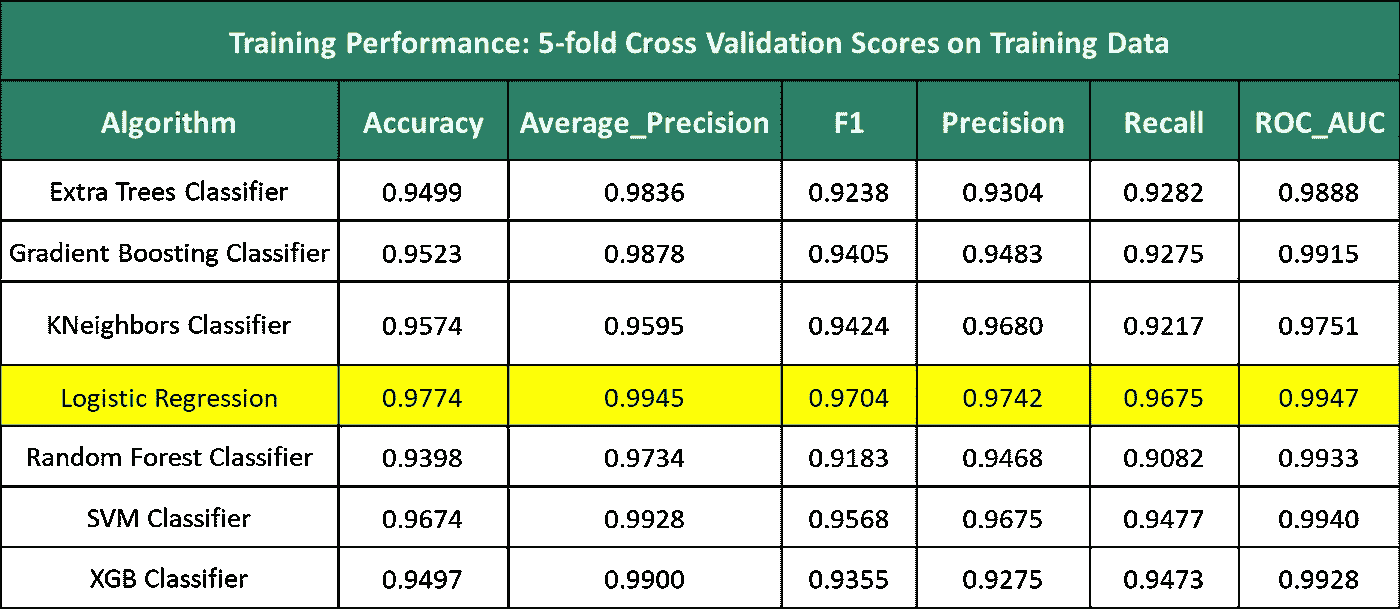 Training Performance: 5-fold Cross Validation Scores on Training Data
Algorithm Accuracy Average_Precision F1 Precision Recall ROC_AUC
Extra Trees Classifier 0.9499 0.9836 0.9238 0.9304 0.9282 0.9888
Gradient Boosting Classifier 0.9523 0.9878 0.9405 0.9483 0.9275 0.9915
KNeighbors Classifier 0.9574 0.9595 0.9424 0.9680 0.9217 0.9751
Logistic Regression 0.9774 0.9945 0.9704 0.9742 0.9675 0.9947
Random Forest Classifier 0.9398 0.9734 0.9183 0.9468 0.9082 0.9933
SVM Classifier 0.9674 0.9928 0.9568 0.9675 0.9477 0.9940
XGB Classifier 0.9497 0.9900 0.9355 0.9275 0.9473 0.9928